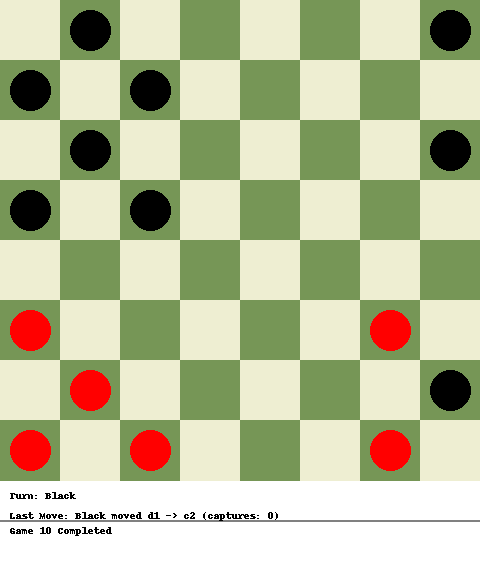 Turn: Black
Last Move: Black moved d1 -> c2 (captures: 0)
Game 10 Completed